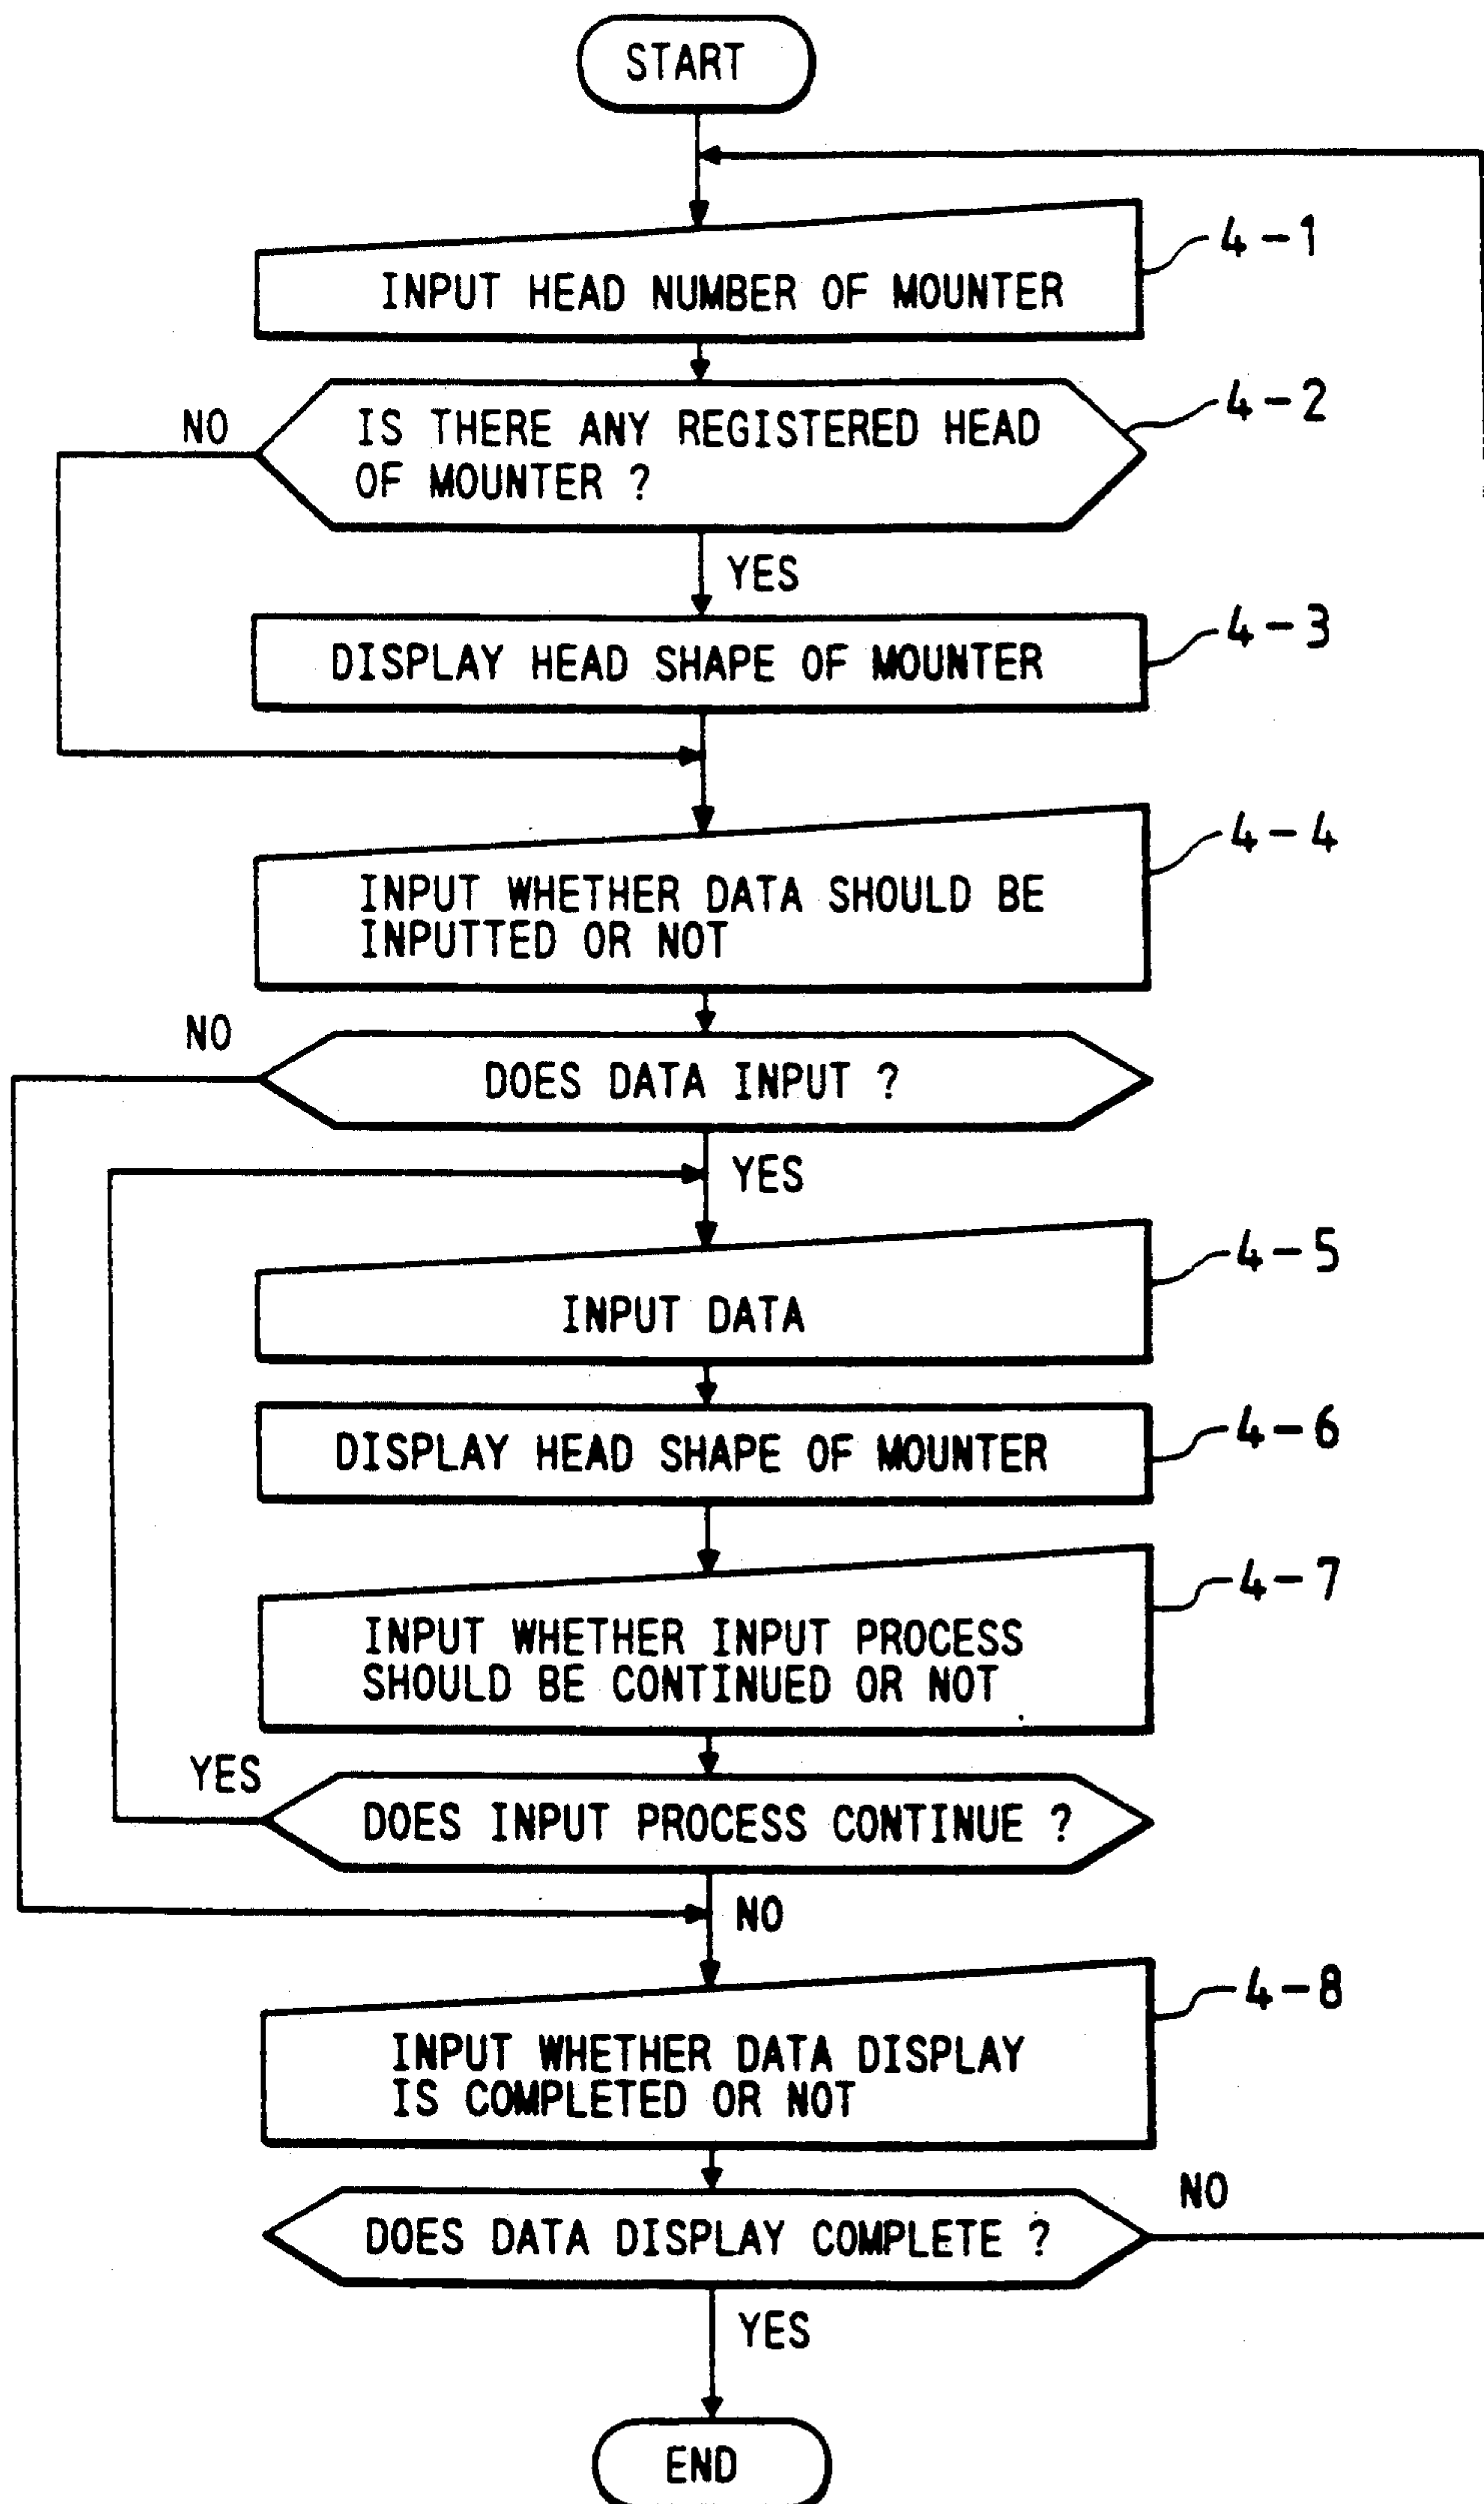 START
4-1
INPUT HEAD NUMBER OF MOUNTER
4-2
NO
IS THERE ANY REGISTERED HEAD
OF MOUNTER ?
YES
4-3
DISPLAY HEAD SHAPE OF MOUNTER
4-4
INPUT WHETHER DATA SHOULD BE
INPUTTED OR NOT
NO
DOES DATA INPUT ?
YES
4-5
INPUT DATA
4-6
DISPLAY HEAD SHAPE OF MOUNTER
4-7
INPUT WHETHER INPUT PROCESS
SHOULD BE CONTINUED OR NOT
YES
DOES INPUT PROCESS CONTINUE ?
NO
4-8
INPUT WHETHER DATA DISPLAY
IS COMPLETED OR NOT
NO
DOES DATA DISPLAY COMPLETE ?
YES
END